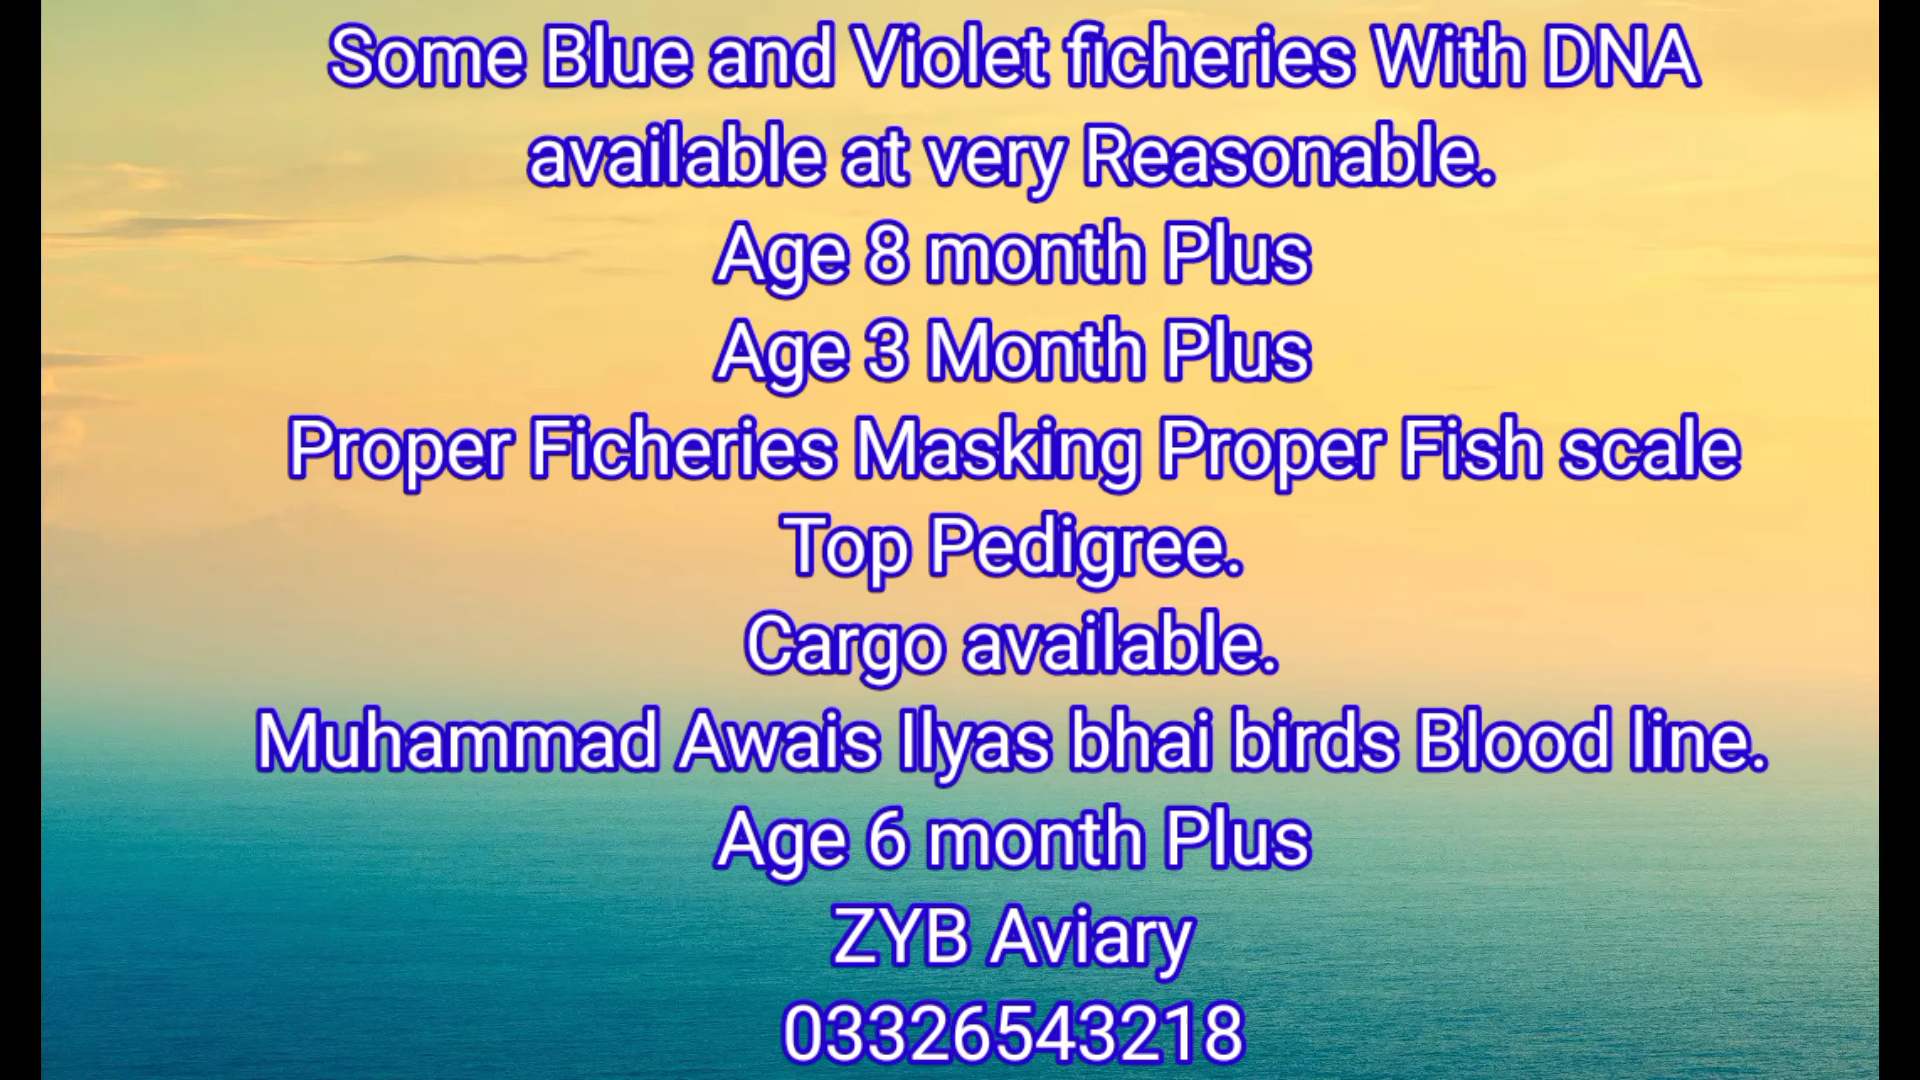 Some Blue and Violet ficheries With DNA
available at very Reasonable.
Age 8 month Plus
Age 3 Month Plus
Proper Ficheries Masking Proper Fish scale
Top Pedigree.
Cargo available.
Muhammad Awais Ilyas bhai birds Blood line.
Age 6 month Plus
ZYB Aviary
03326543218